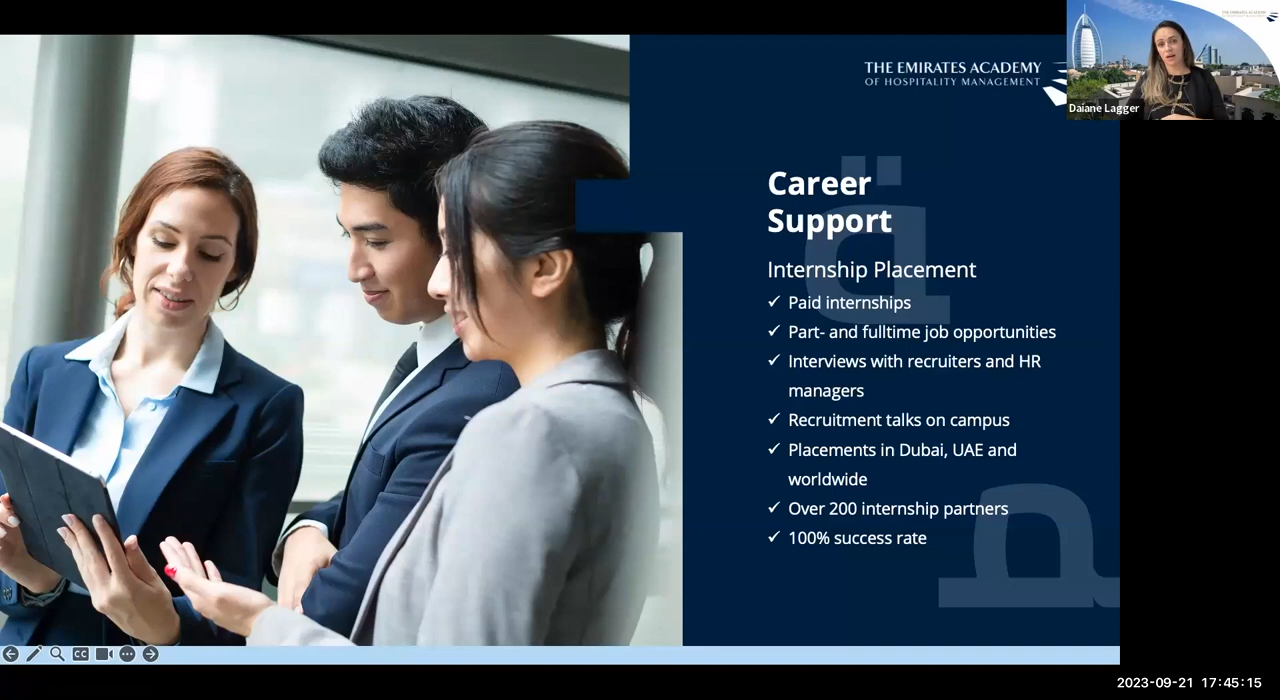 THE EMIRATES ACADEMY
OF HOSPITALITY MANAGEMENT
Daiane Lagger
Career
Support
Internship Placement
✓ Paid internships
✓ Part- and fulltime job opportunities
✓ Interviews with recruiters and HR
managers
✓ Recruitment talks on campus
✓ Placements in Dubai, UAE and
worldwide
✓ Over 200 internship partners
✓ 100% success rate
CC
2023-09-21 17:45:15